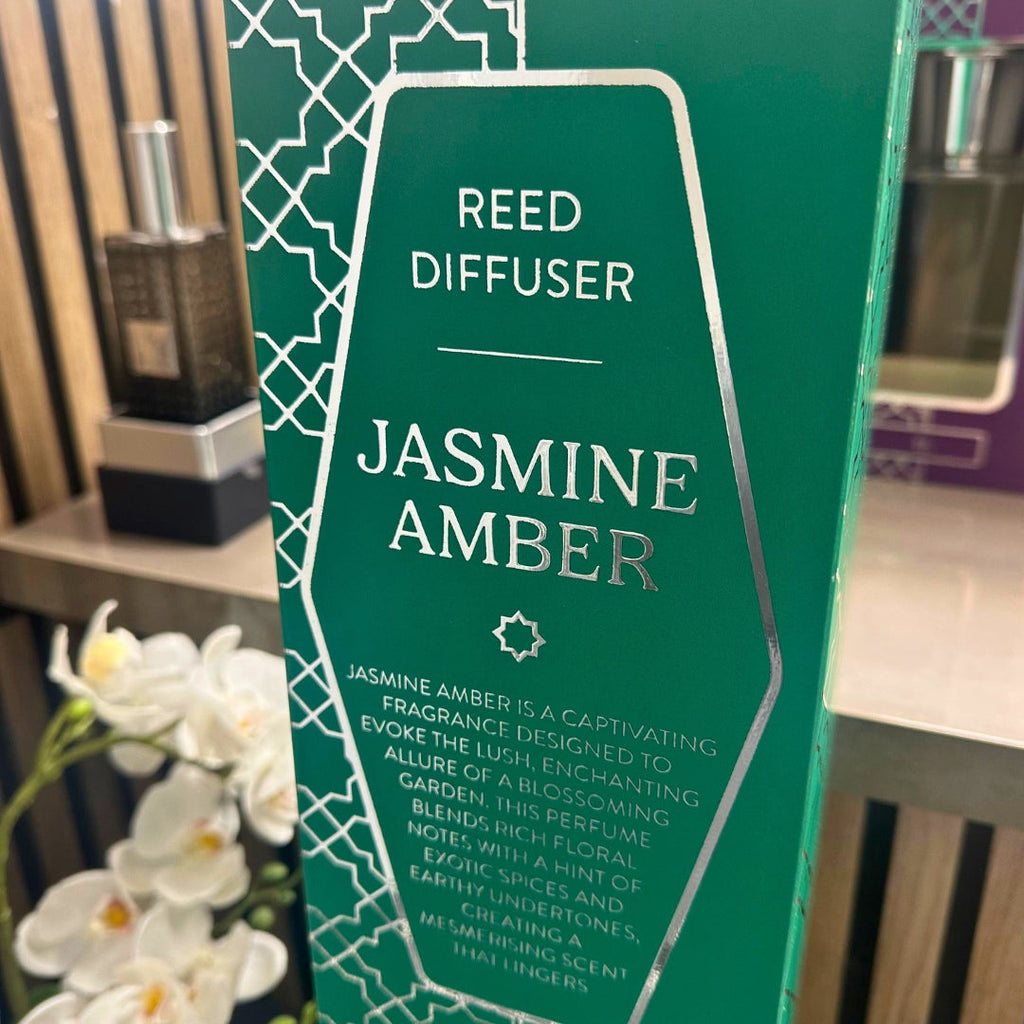 REED
DIFFUSER
JASMINE
AMBER
JASMINE AMBER IS A CAPTIVATING
FRAGRANCE DESIGNED TO
EVOKE THE LUSH, ENCHANTING
ALLURE OF A BLOSSOMING
GARDEN. THIS PERFUME
BLENDS RICH FLORAL
NOTES WITH A HINT OF
EXOTIC SPICES AND
EARTHY UNDERTONES,
CREATING A
MESMERISING SCENT
THAT LINGERS